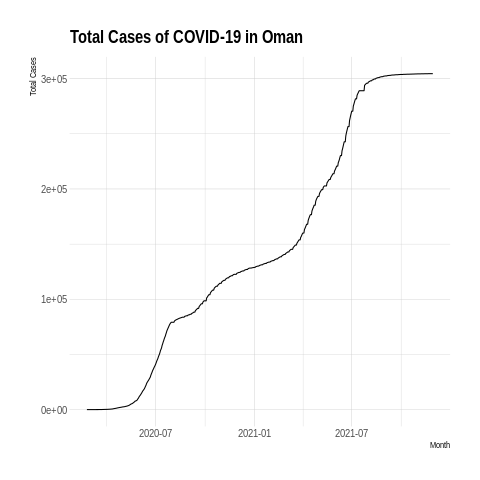 Total Cases of COVID-19 in Oman
Total Cases
3e+05
2e+05
1e+05
0e+00
2020-07
2021-01
2021-07
Month